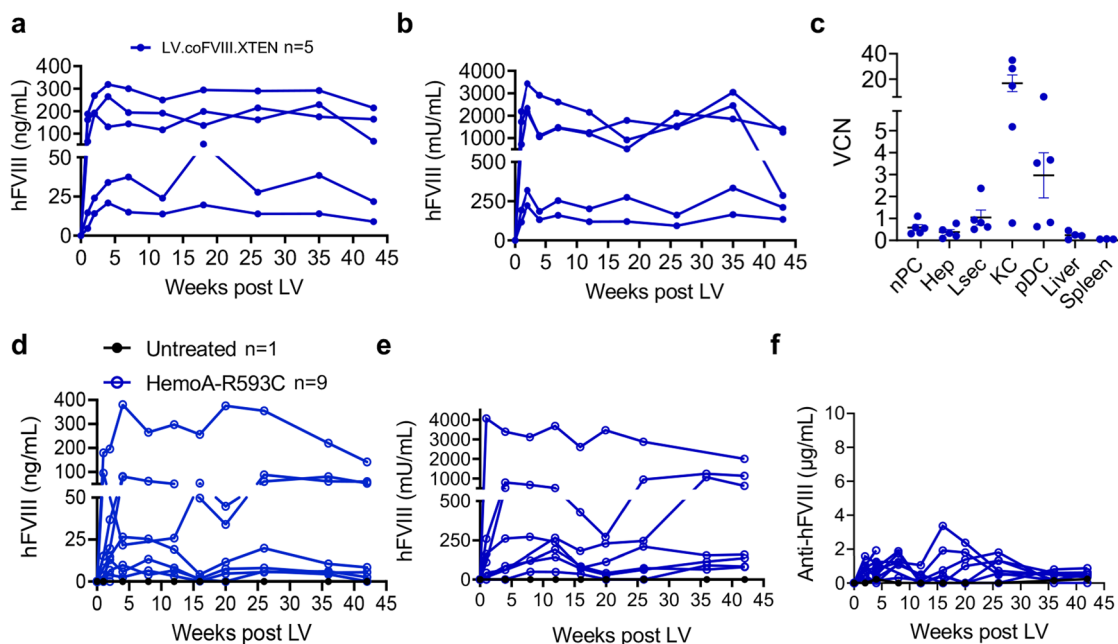 a
LV.coFVIII.XTEN n=5
hFVIII (ng/mL)
400
300
200
100
50
25
0
0 5 10 15 20 25 30 35 40 45
Weeks post LV
b
hFVIII (mU/mL)
4000
3000
2000
1000
500
250
0
0 5 10 15 20 25 30 35 40 45
Weeks post LV
c
VCN
40
20
5
4
3
2
1
0
nPC
Hep
Lsec
KC
pDC
Liver
Spleen
d
Untreated n=1
HemoA-R593C n=9
hFVIII (ng/mL)
400
300
200
100
50
25
0
0 5 10 15 20 25 30 35 40 45
Weeks post LV
e
hFVIII (mU/mL)
4000
3000
2000
1000
500
250
0
0 5 10 15 20 25 30 35 40 45
Weeks post LV
f
Anti-hFVIII (µg/mL)
10
8
6
4
2
0
0 5 10 15 20 25 30 35 40 45
Weeks post LV